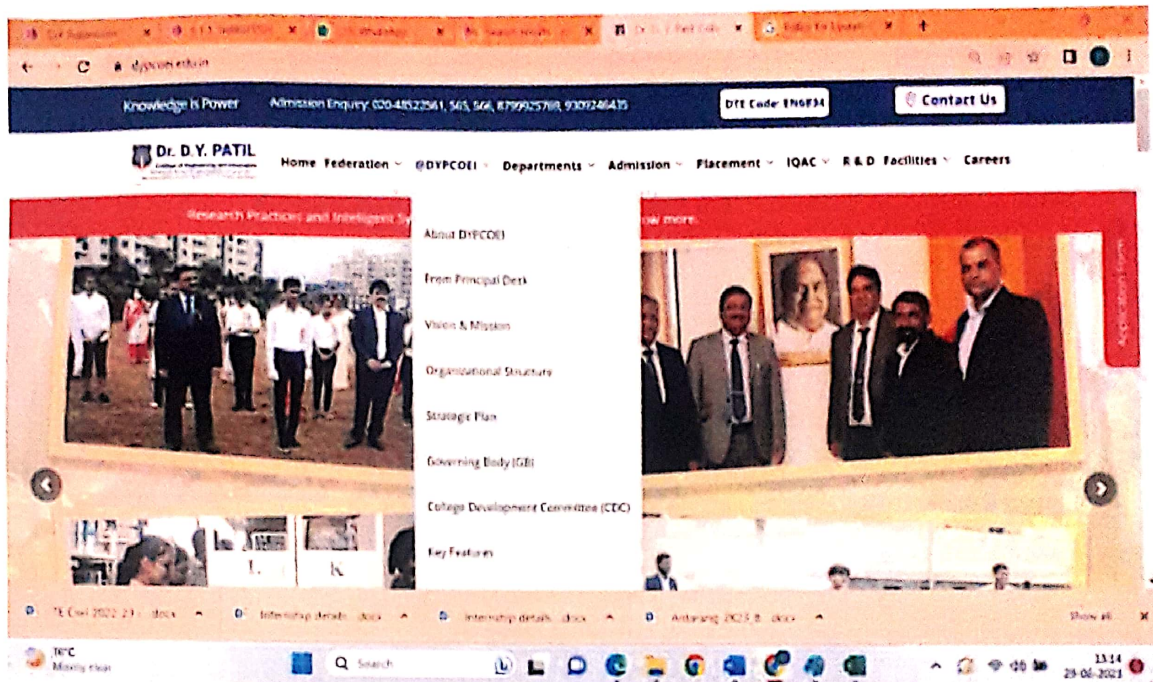 WhatsApp
dypcoei.edu.in
Knowledge is Power Admission Enquiry: 020-48522561, 565, 566, 8799925769, 9309246435 DTE Code: EN6834 Contact Us
Dr. D.Y. PATIL
Home Federation @DYPCOEI Departments Admission Placement IQAC R & D Facilities Careers
Research Practices and Intelligent Sy ow more.
About DYPCOEI
From Principal Desk
Vision & Mission
Organizational Structure
Strategic Plan
Governing Body (GB)
College Development Committee (CDC)
Key Features
Application Form
L K
TE Civil 2022-23 docx Internship details docx Internship details docx Antarang 2K23 docx Show all
Mostly clear
Search
13:14